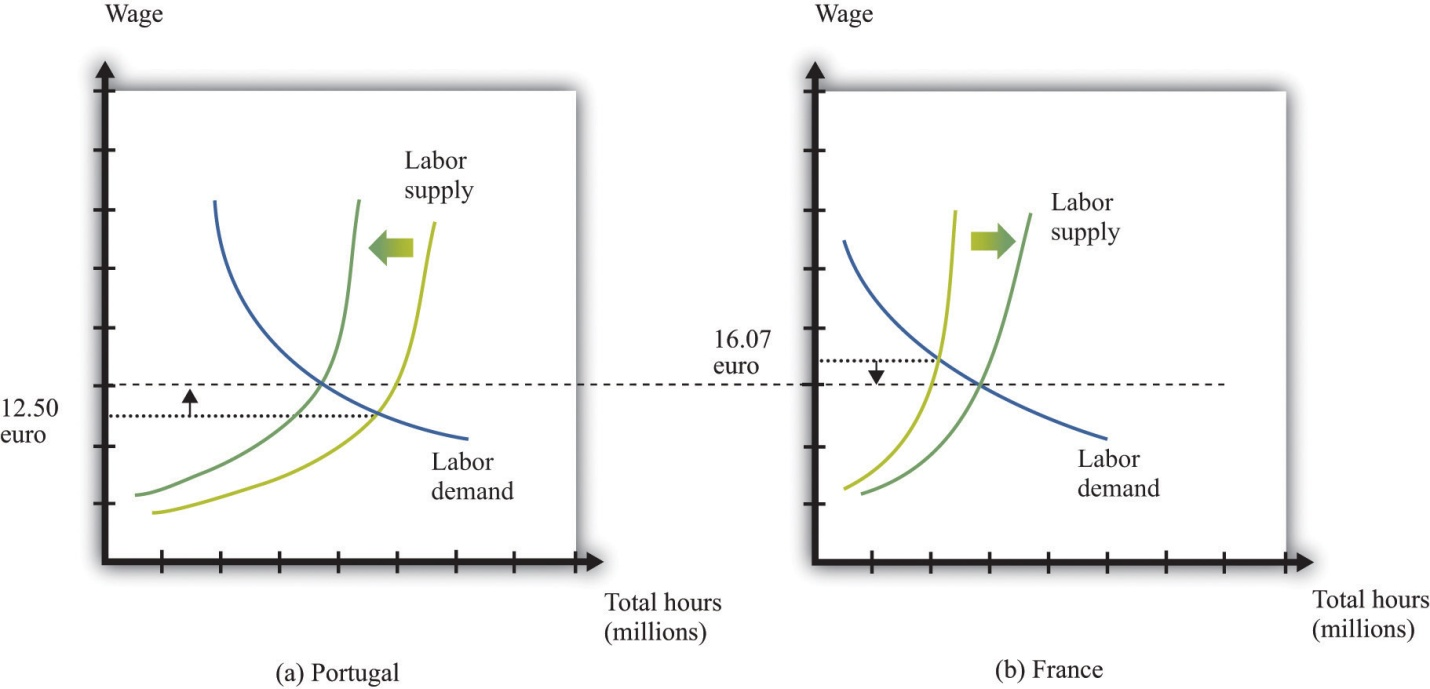 Wage
Labor
supply
12.50
euro
Labor
demand
Total hours
(millions)
(a) Portugal
Wage
Labor
supply
16.07
euro
Labor
demand
Total hours
(millions)
(b) France